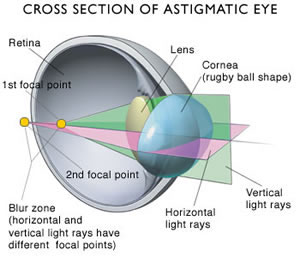 CROSS SECTION OF ASTIGMATIC EYE
Retina
1st focal point
Lens
Cornea
(rugby ball shape)
2nd focal point
Blur zone
(horizontal and
vertical light rays have
different focal points)
Horizontal
light rays
Vertical
light rays